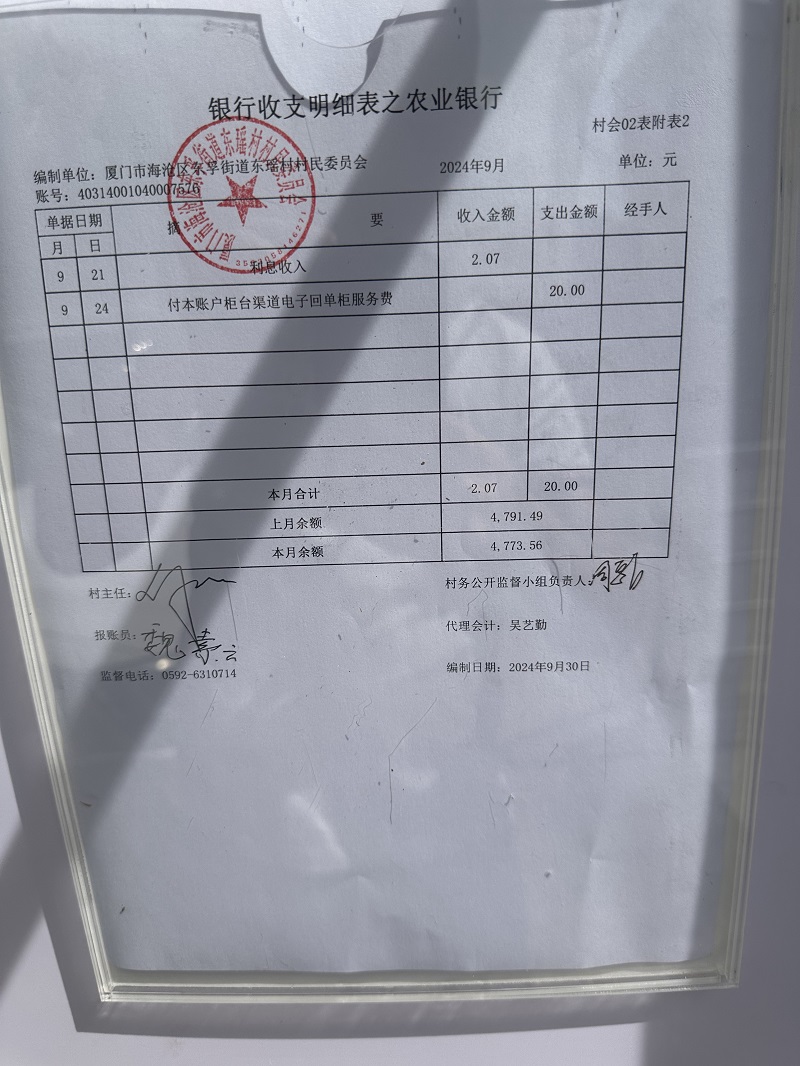 银行收支明细表之农业银行
村会02表附表2
编制单位：厦门市海沧区东孚街道东瑶村村民委员会 2024年9月 单位：元
账号：40314001040007576
单据日期 摘 要 收入金额 支出金额 经手人
月 日
9 21 利息收入 2.07
9 24 付本账户柜台渠道电子回单柜服务费 20.00
本月合计 2.07 20.00
上月余额 4,791.49
本月余额 4,773.56
村主任： 村务公开监督小组负责人：
报账员： 代理会计：吴艺勤
监督电话：0592-6310714 编制日期：2024年9月30日